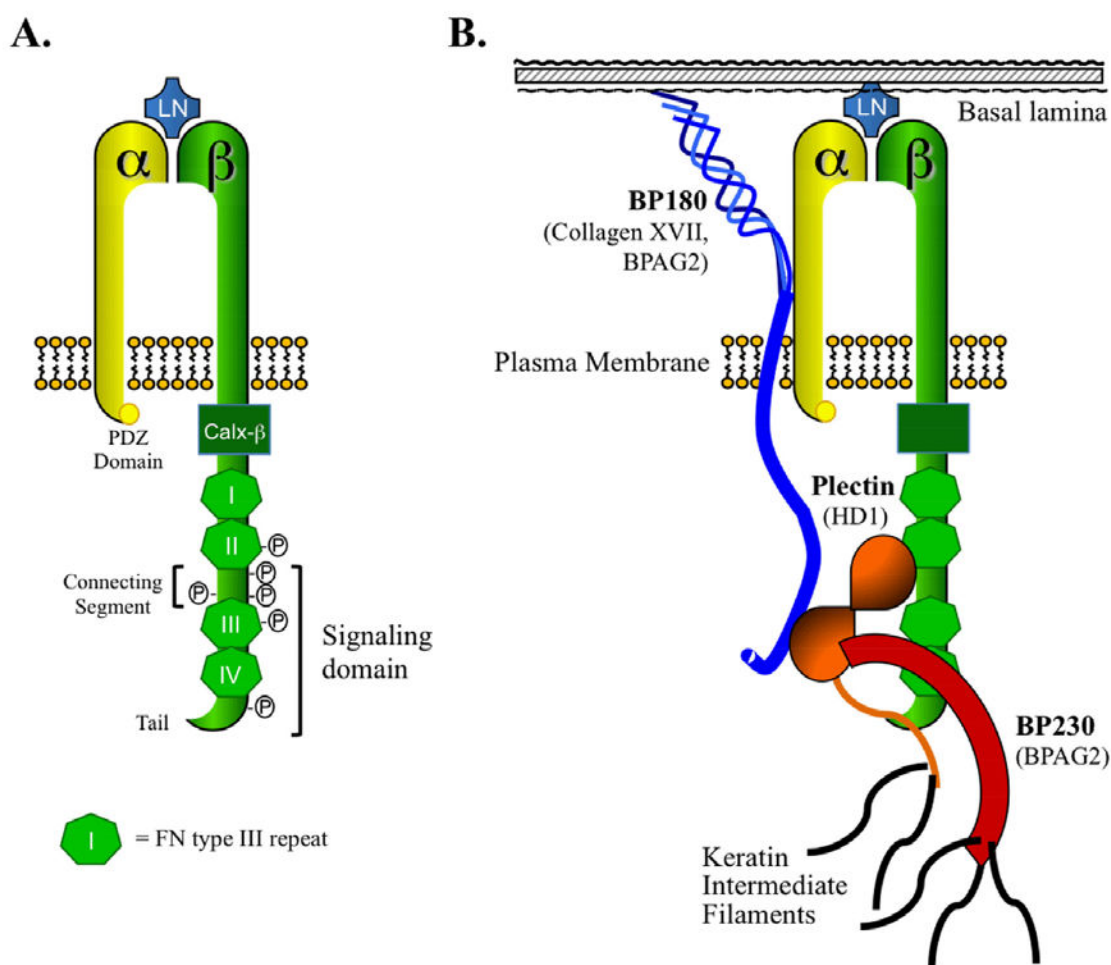 A.
LN
α
β
PDZ
Domain
Calx-β
I
II
P
P
Connecting
Segment
P
P
III
P
Signaling
domain
IV
Tail
P
I
= FN type III repeat
B.
LN
Basal lamina
α
β
BP180
(Collagen XVII,
BPAG2)
Plasma Membrane
Plectin
(HD1)
BP230
(BPAG2)
Keratin
Intermediate
Filaments